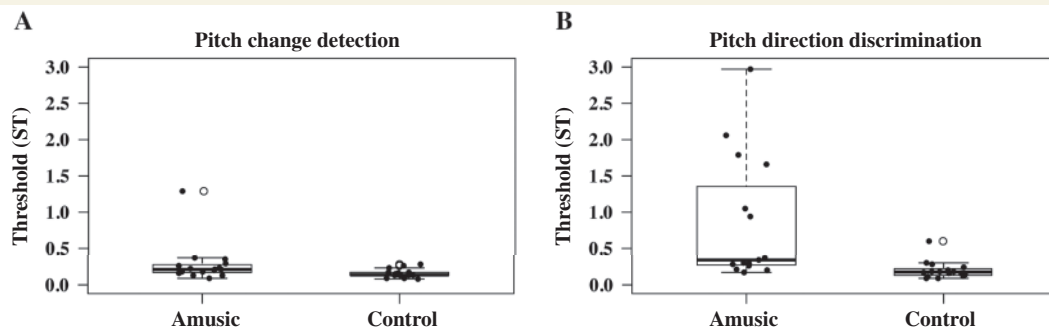 A
Pitch change detection
Threshold (ST)
3.0
2.5
2.0
1.5
1.0
0.5
0.0
Amusic Control
B
Pitch direction discrimination
Threshold (ST)
3.0
2.5
2.0
1.5
1.0
0.5
0.0
Amusic Control